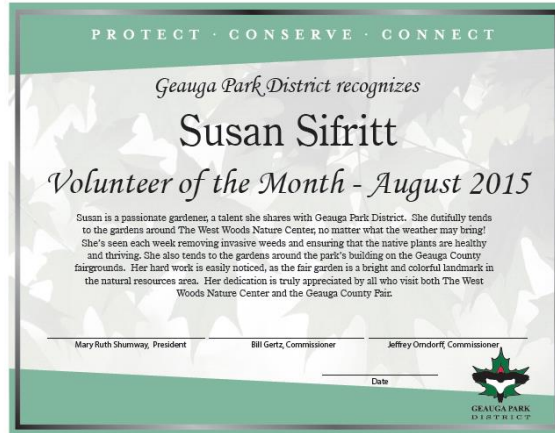 PROTECT · CONSERVE · CONNECT
Geauga Park District recognizes
Susan Sifritt
Volunteer of the Month - August 2015
Susan is a passionate gardener, a talent she shares with Geauga Park District. She dutifully tends
to the gardens around The West Woods Nature Center, no matter what the weather may bring!
She's seen each week removing invasive weeds and ensuring that the native plants are healthy
and thriving. She also tends to the gardens around the park's building on the Geauga County
fairgrounds. Her hard work is easily noticed, as the fair garden is a bright and colorful landmark in
the natural resources area. Her dedication is truly appreciated by all who visit both The West
Woods Nature Center and the Geauga County Fair.
Mary Ruth Shumway, President Bill Gertz, Commissioner Jeffrey Orndorff, Commissioner
Date
GEAUGA PARK
DISTRICT